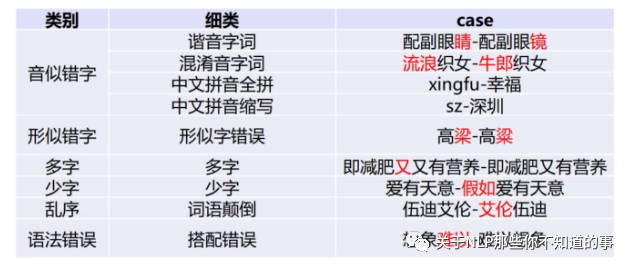 类别 细类 case
音似错字
谐音字词 配副眼睛-配副眼镜
混淆音字词 流浪织女-牛郎织女
中文拼音全拼 xingfu-幸福
中文拼音缩写 sz-深圳
形似错字 形似字错误 高梁-高粱
多字 多字 即减肥又又有营养-即减肥又有营养
少字 少字 爱有天意-假如爱有天意
乱序 词语颠倒 伍迪艾伦-艾伦伍迪
语法错误 搭配错误
关于NLP那些你不知道的事